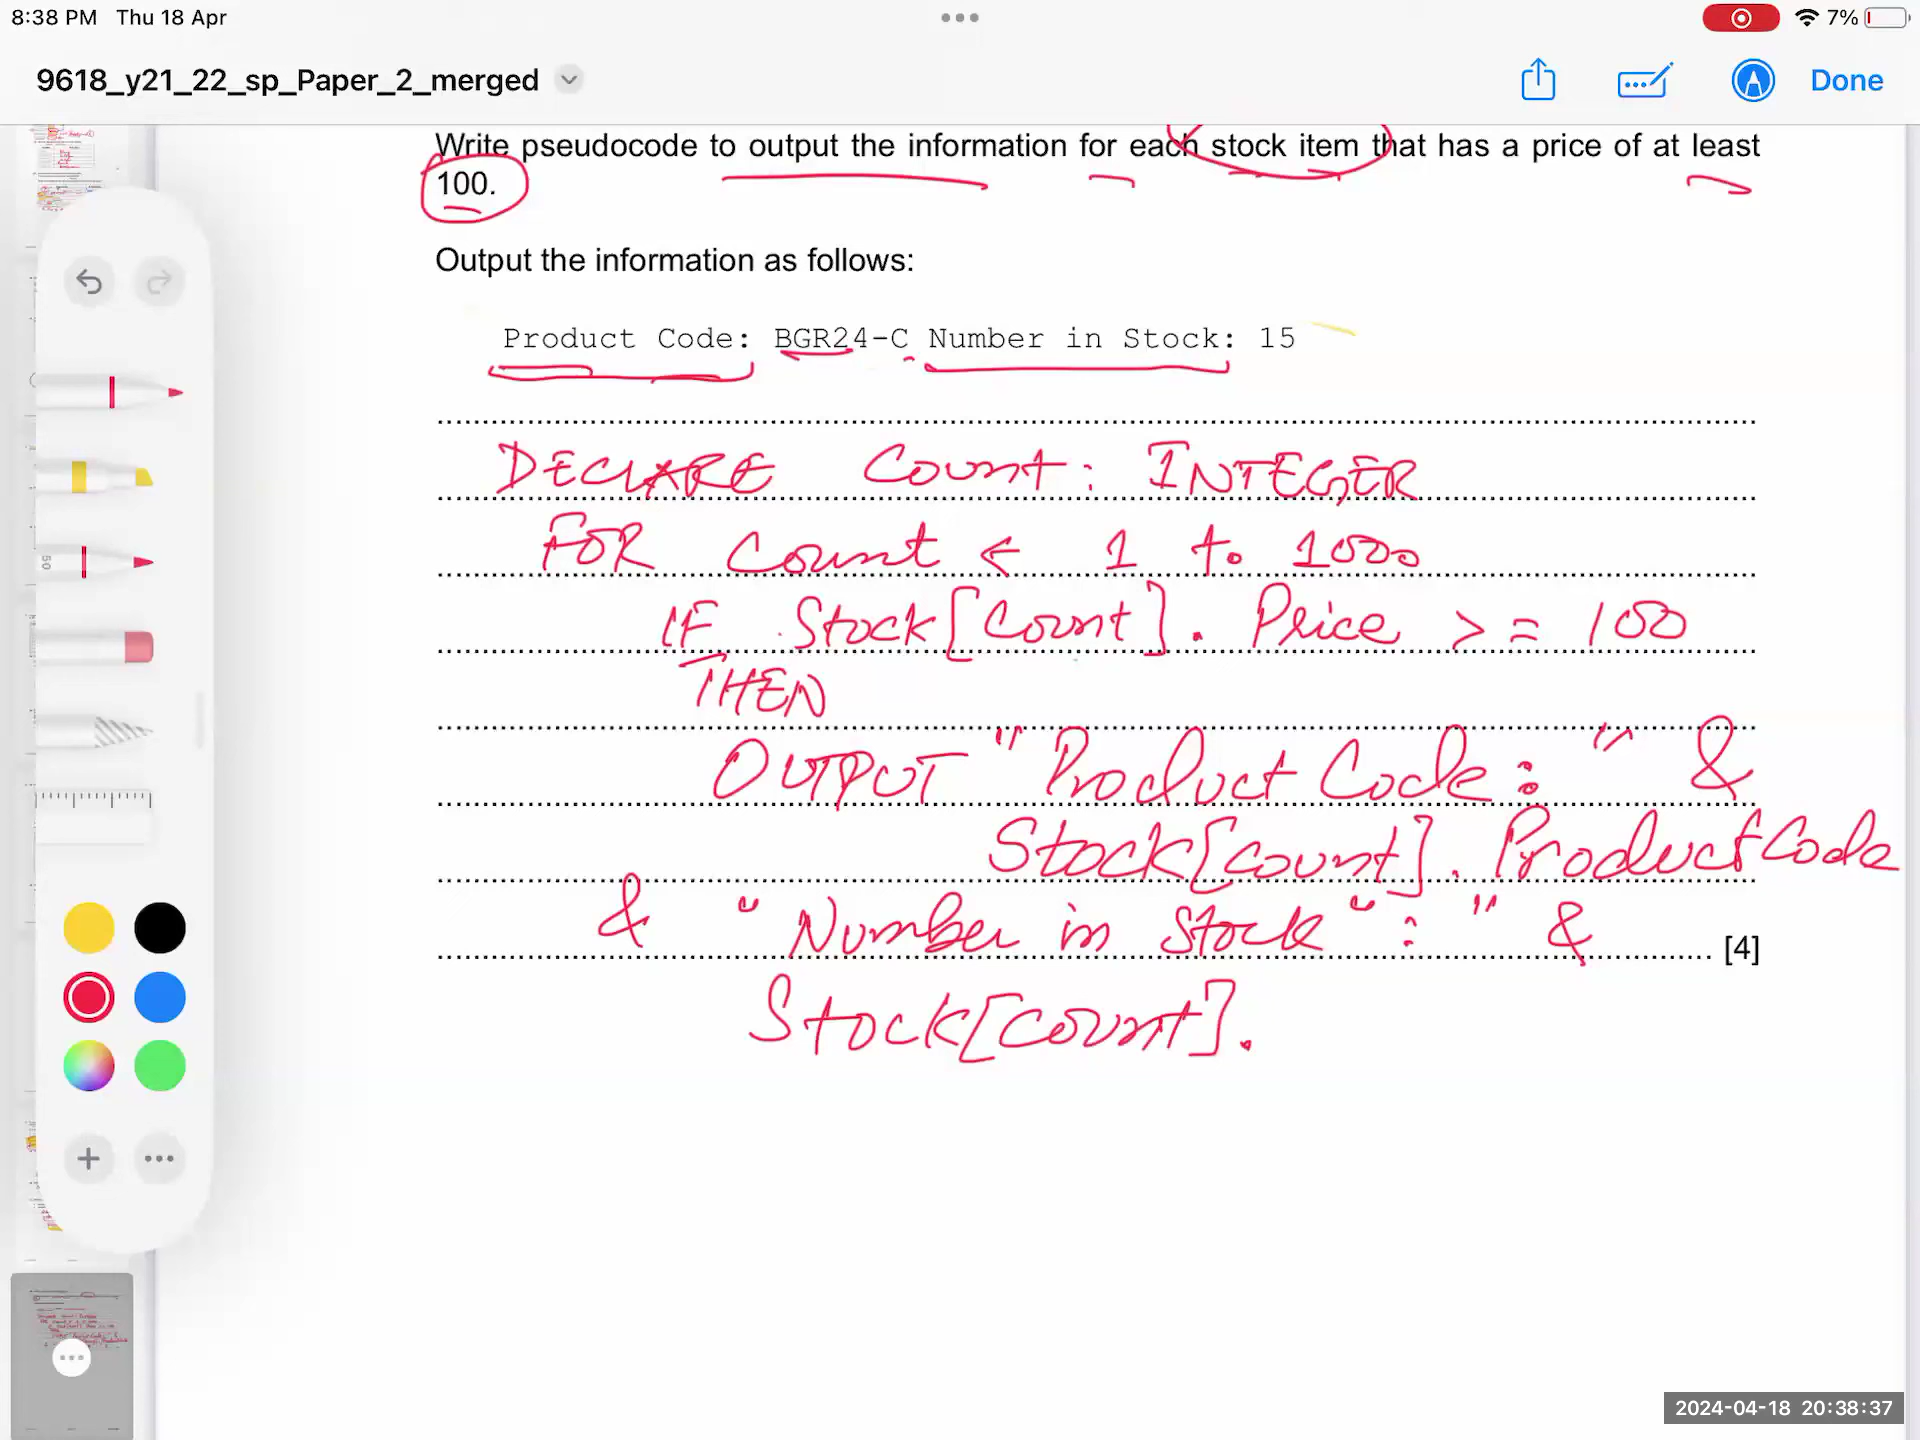 8:38 PM Thu 18 Apr
7%
9618_y21_22_sp_Paper_2_merged
Done
Write pseudocode to output the information for each stock item that has a price of at least
100.
Output the information as follows:
Product Code: BGR24-C Number in Stock: 15
DECLARE Count : INTEGER
FOR Count ← 1 to 1000
IF Stock[Count]. Price >= 100
THEN
OUTPUT "Product Code: " &
Stock[count]. ProductCode
& "Number in Stock": " &
[4]
Stock[count].
50
2024-04-18 20:38:37